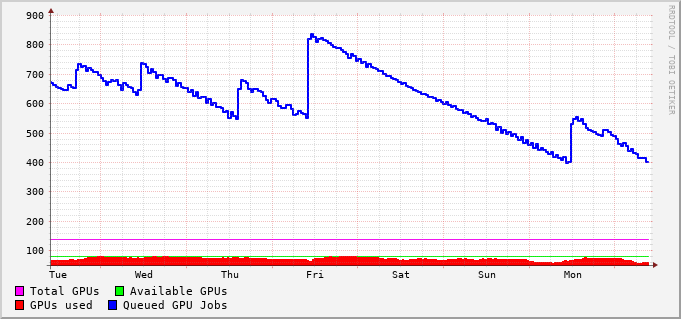 RRDTOOL / TOBI OETIKER
900
800
700
600
500
400
300
200
100
Tue Wed Thu Fri Sat Sun Mon
Total GPUs Available GPUs
GPUs used Queued GPU Jobs